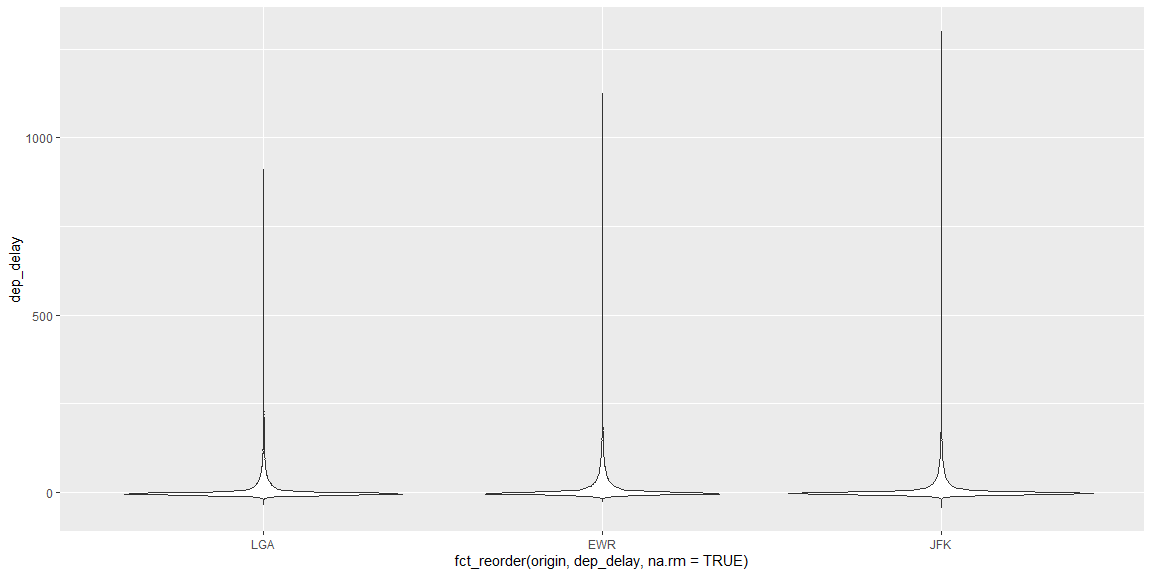 1000
500
0
dep_delay
LGA EWR JFK
fct_reorder(origin, dep_delay, na.rm = TRUE)